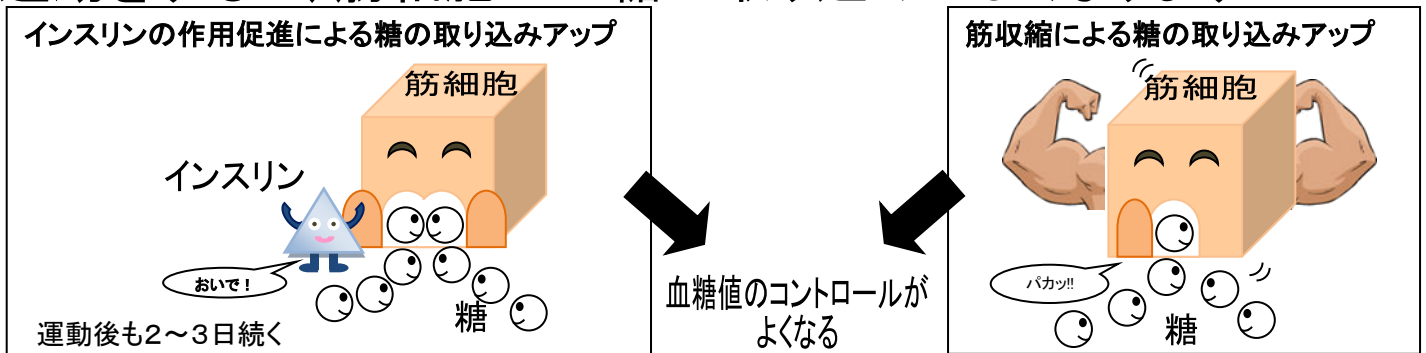 インスリンの作用促進による糖の取り込みアップ
筋細胞
インスリン
おいで！
糖
運動後も２～３日続く
血糖値のコントロールが
よくなる
筋収縮による糖の取り込みアップ
筋細胞
パカッ!!
糖